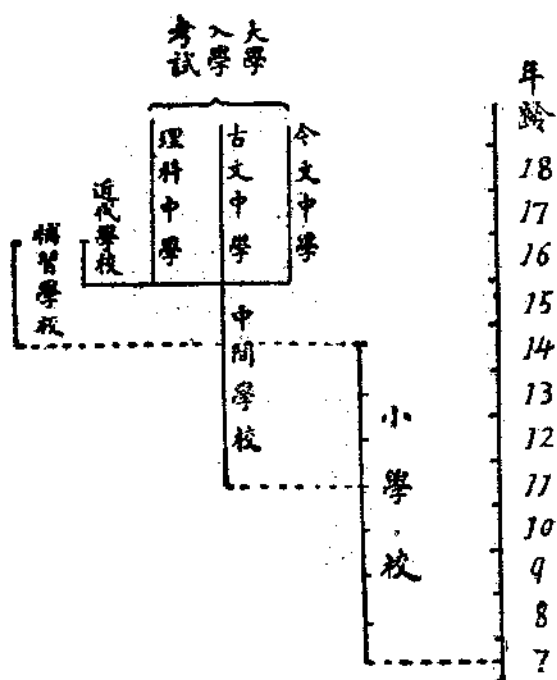 大學
入學
考試
年齡
今文中學
古文中學
理科中學
近代學校
補習學校
中間學校
小學校
18
17
16
15
14
13
12
11
10
9
8
7